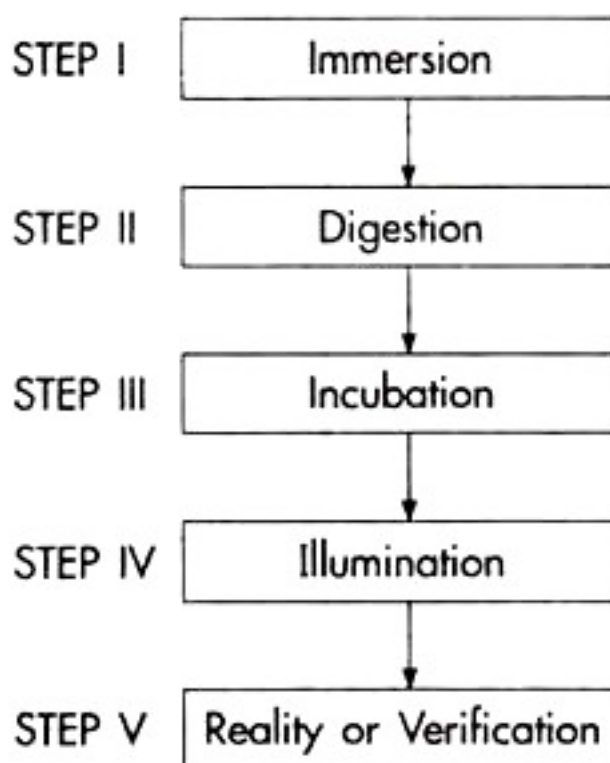 STEP I Immersion
STEP II Digestion
STEP III Incubation
STEP IV Illumination
STEP V Reality or Verification